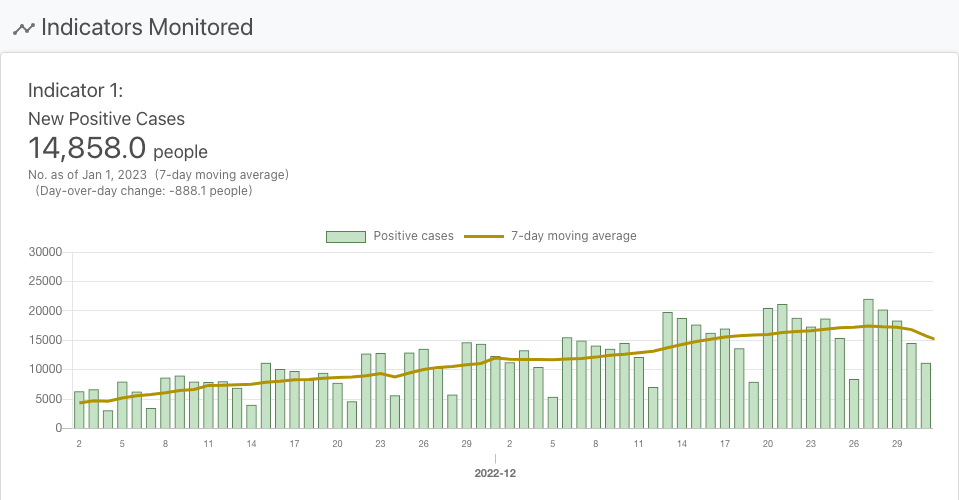 Indicators Monitored
Indicator 1:
New Positive Cases
14,858.0 people
No. as of Jan 1, 2023 (7-day moving average)
(Day-over-day change: -888.1 people)
Positive cases 7-day moving average
30000
25000
20000
15000
10000
5000
0
2 5 8 11 14 17 20 23 26 29 2 5 8 11 14 17 20 23 26 29
2022-12